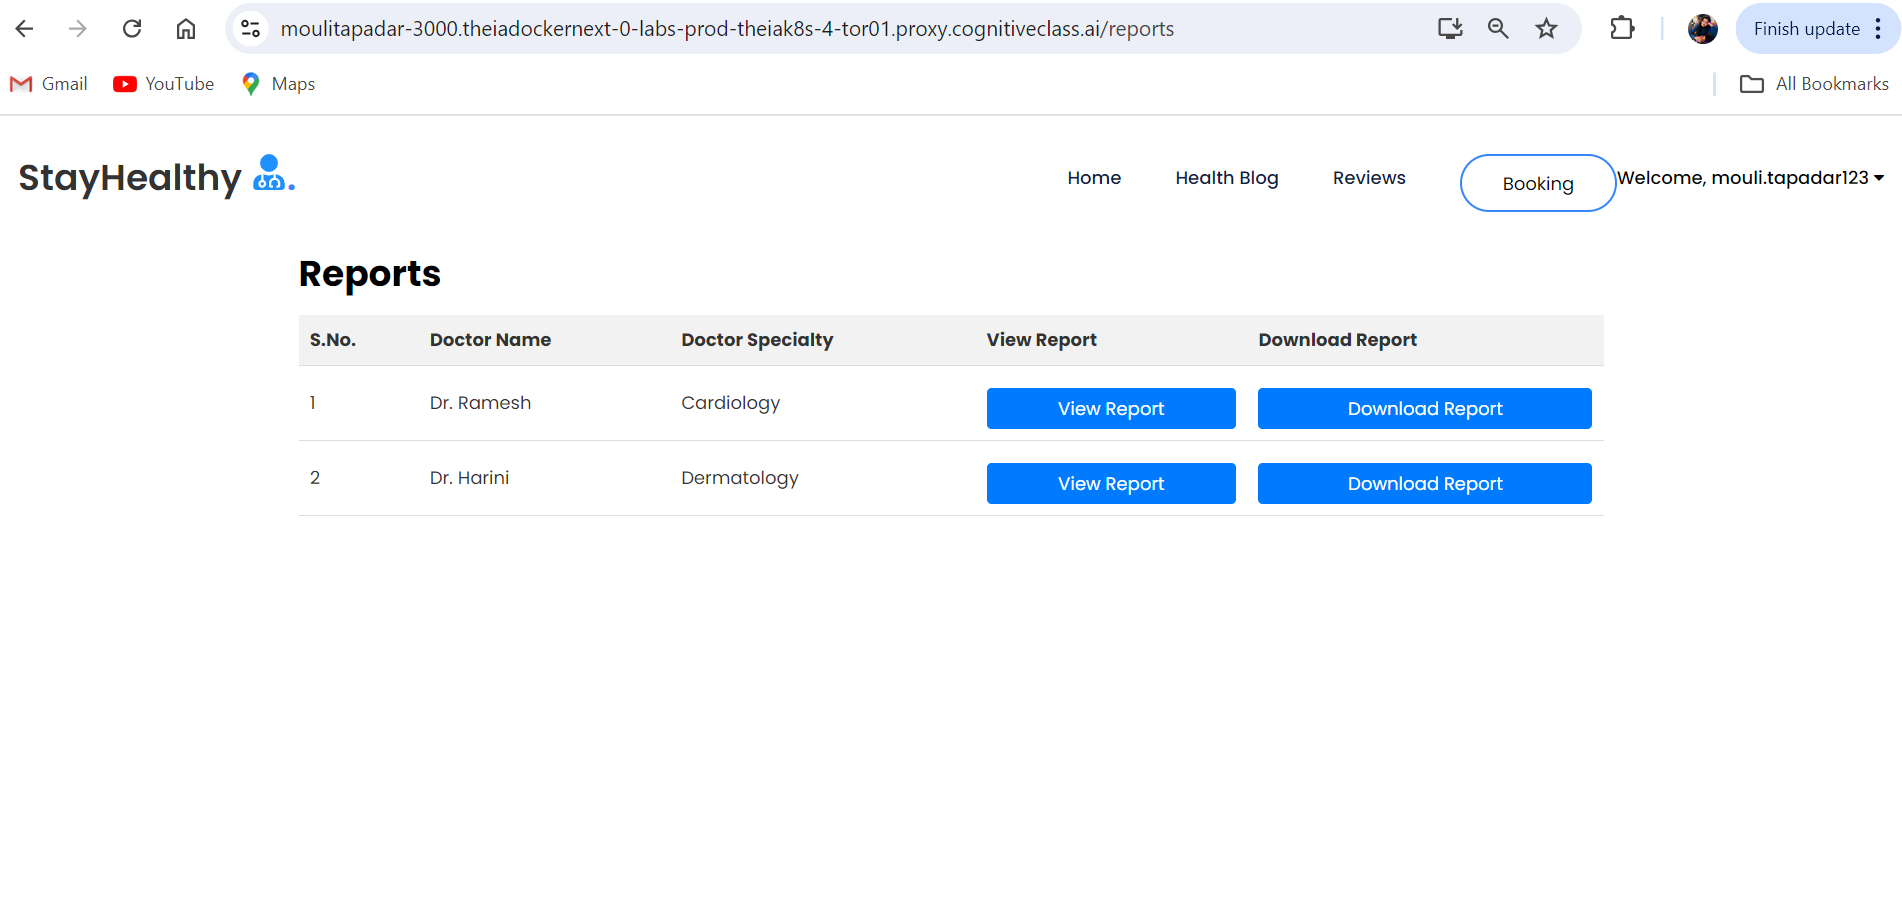 moulitapadar-3000.theiadockernext-0-labs-prod-theiak8s-4-tor01.proxy.cognitiveclass.ai/reports
Finish update
Gmail YouTube Maps All Bookmarks
StayHealthy Home Health Blog Reviews Booking Welcome, mouli.tapadar123
Reports
S.No. Doctor Name Doctor Specialty View Report Download Report
1 Dr. Ramesh Cardiology View Report Download Report
2 Dr. Harini Dermatology View Report Download Report